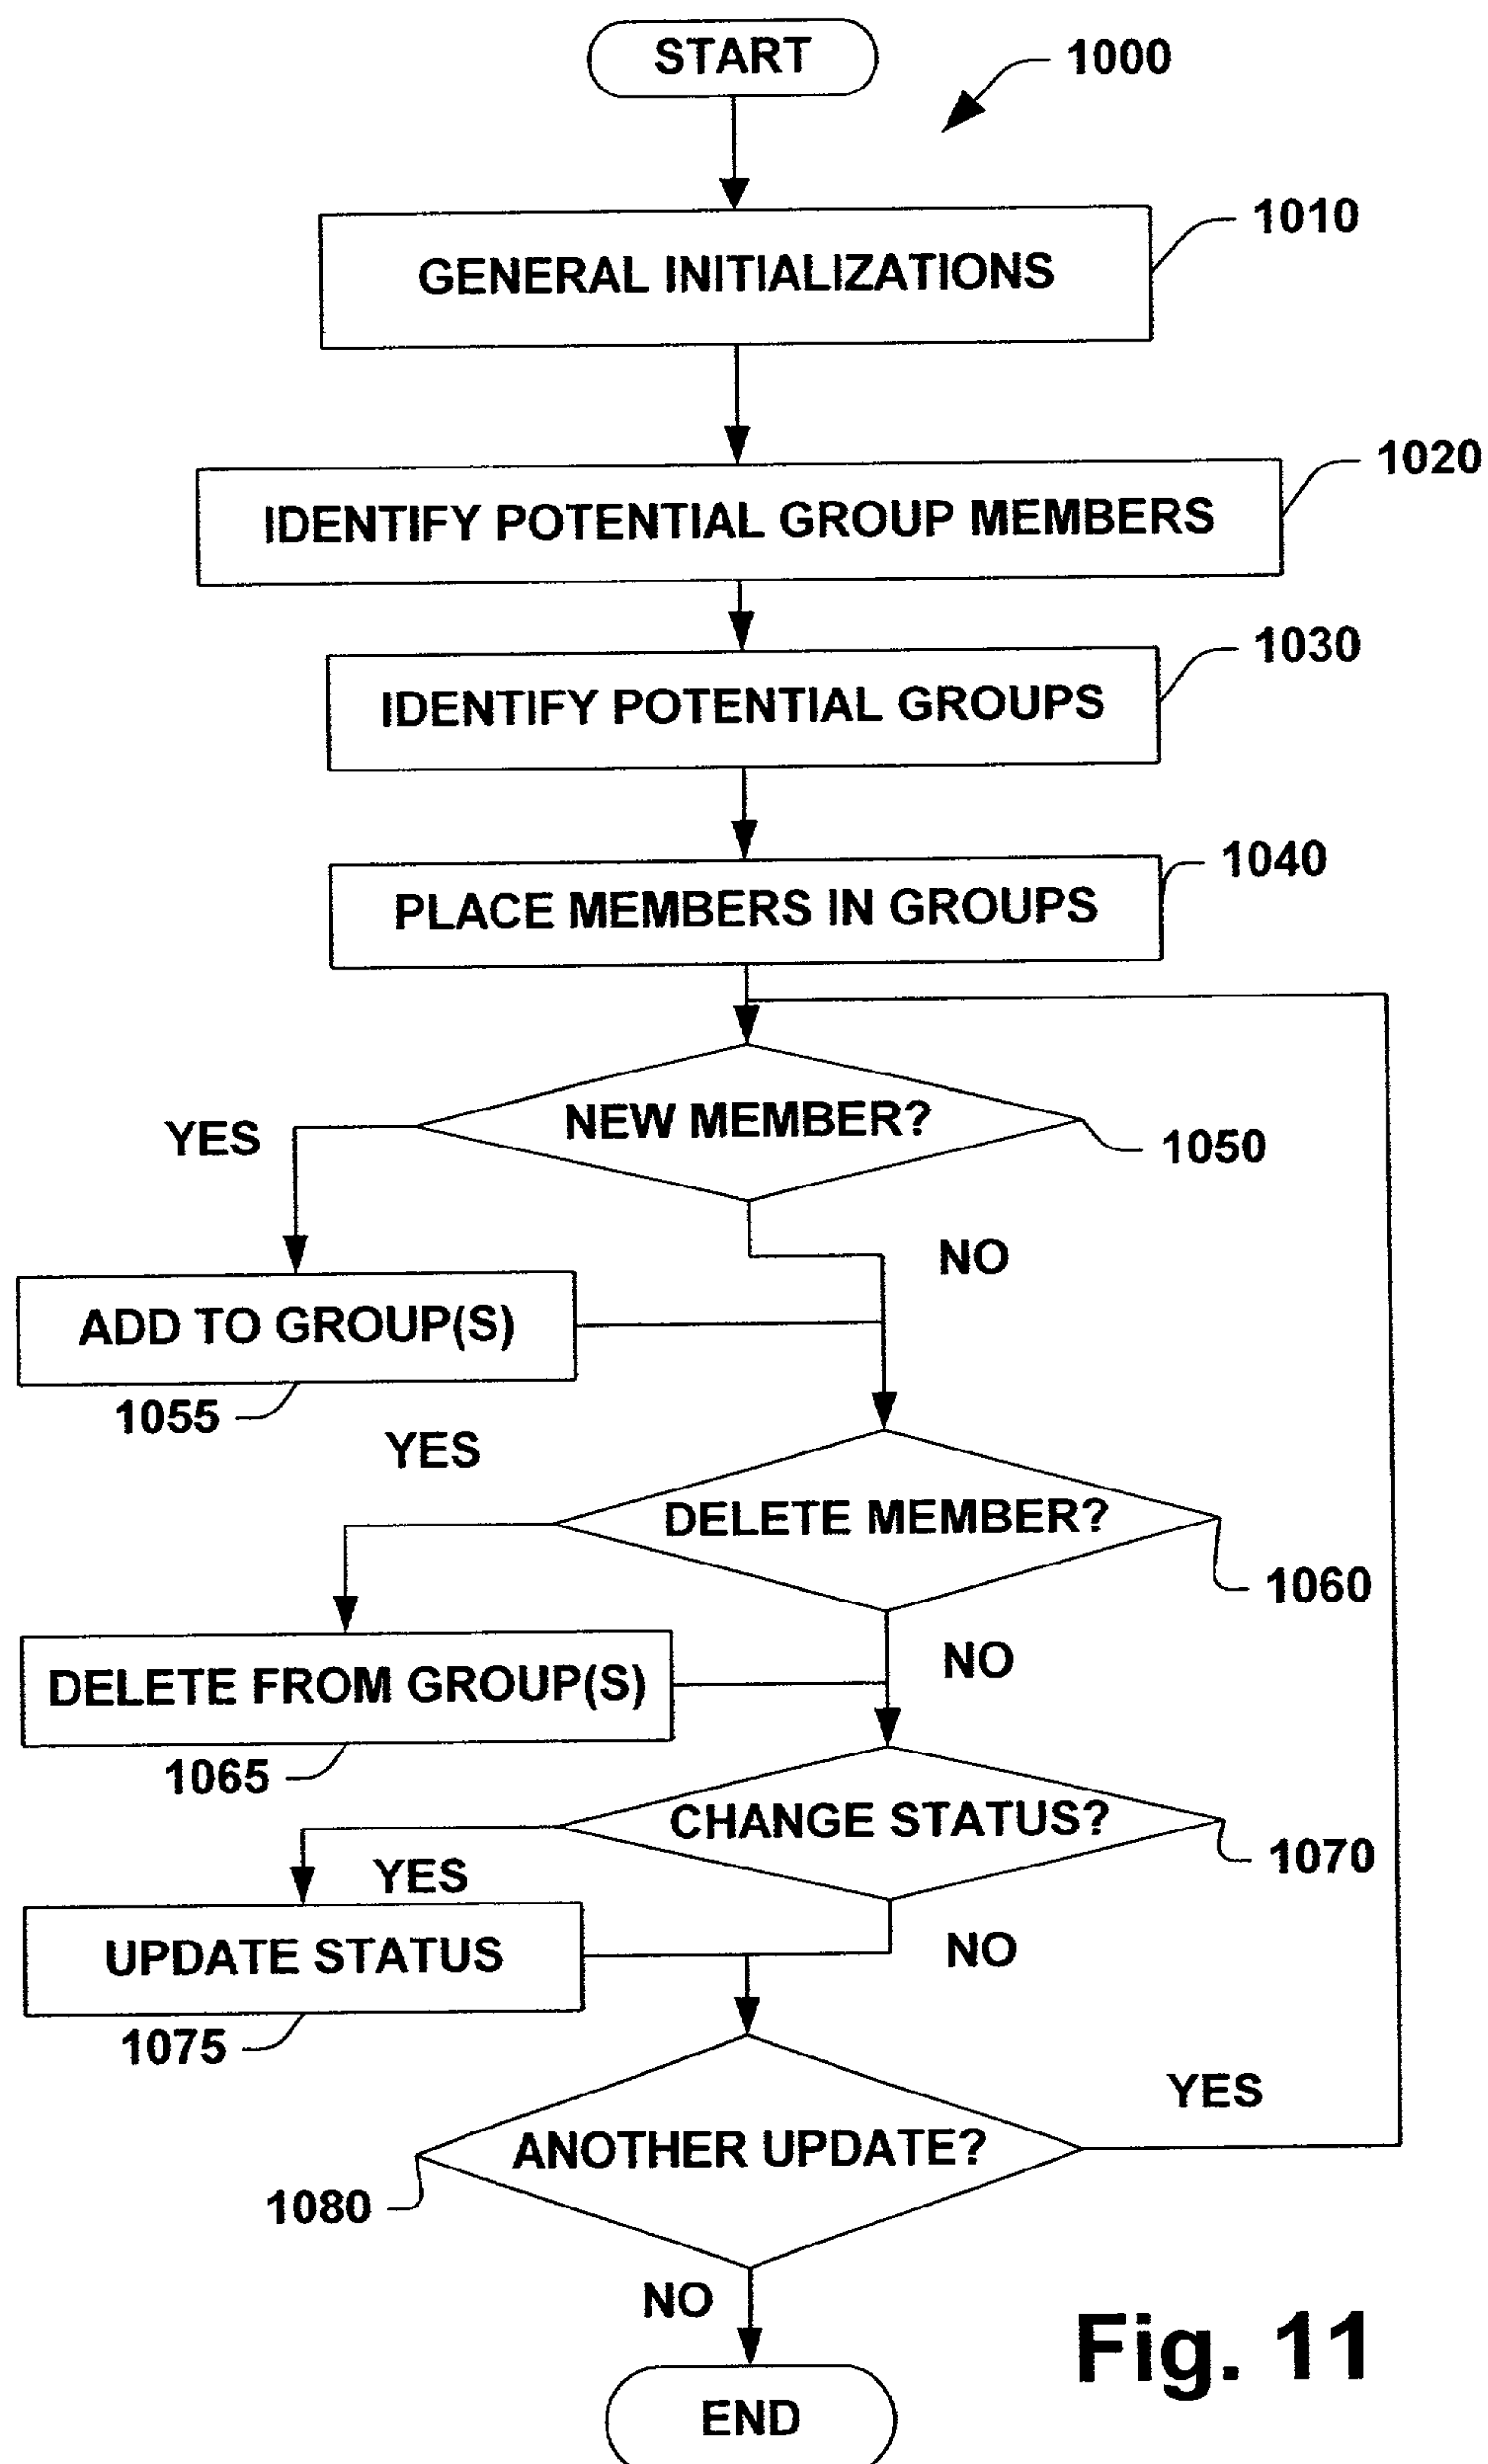 START
1000
GENERAL INITIALIZATIONS
1010
IDENTIFY POTENTIAL GROUP MEMBERS
1020
IDENTIFY POTENTIAL GROUPS
1030
PLACE MEMBERS IN GROUPS
1040
NEW MEMBER?
YES
1050
NO
ADD TO GROUP(S)
1055
YES
DELETE MEMBER?
1060
NO
DELETE FROM GROUP(S)
1065
CHANGE STATUS?
1070
YES
NO
UPDATE STATUS
1075
YES
ANOTHER UPDATE?
1080
NO
END
Fig. 11